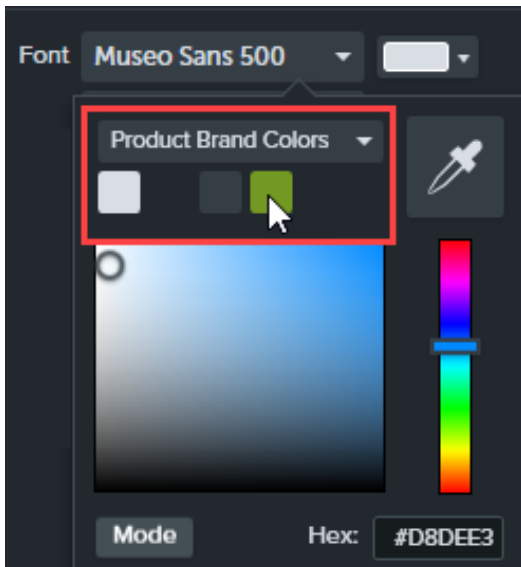 Font Museo Sans 500
Product Brand Colors
Mode Hex: #D8DEE3